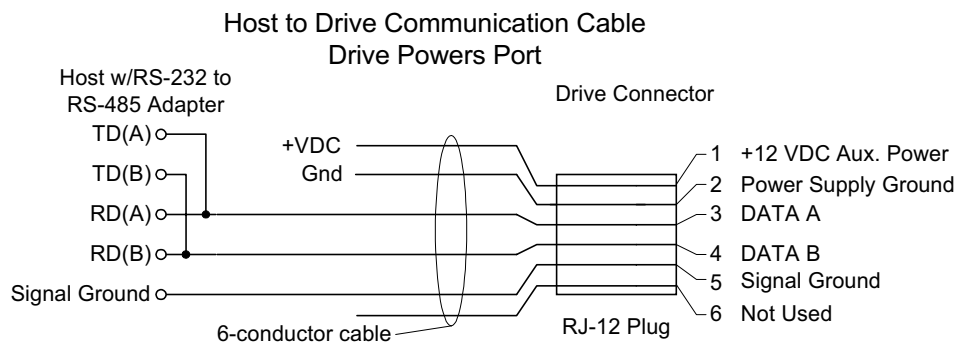 Host to Drive Communication Cable
Drive Powers Port
Host w/RS-232 to
RS-485 Adapter
Drive Connector
TD(A)
TD(B)
RD(A)
RD(B)
Signal Ground
+VDC
Gnd
1 +12 VDC Aux. Power
2 Power Supply Ground
3 DATA A
4 DATA B
5 Signal Ground
6 Not Used
6-conductor cable
RJ-12 Plug